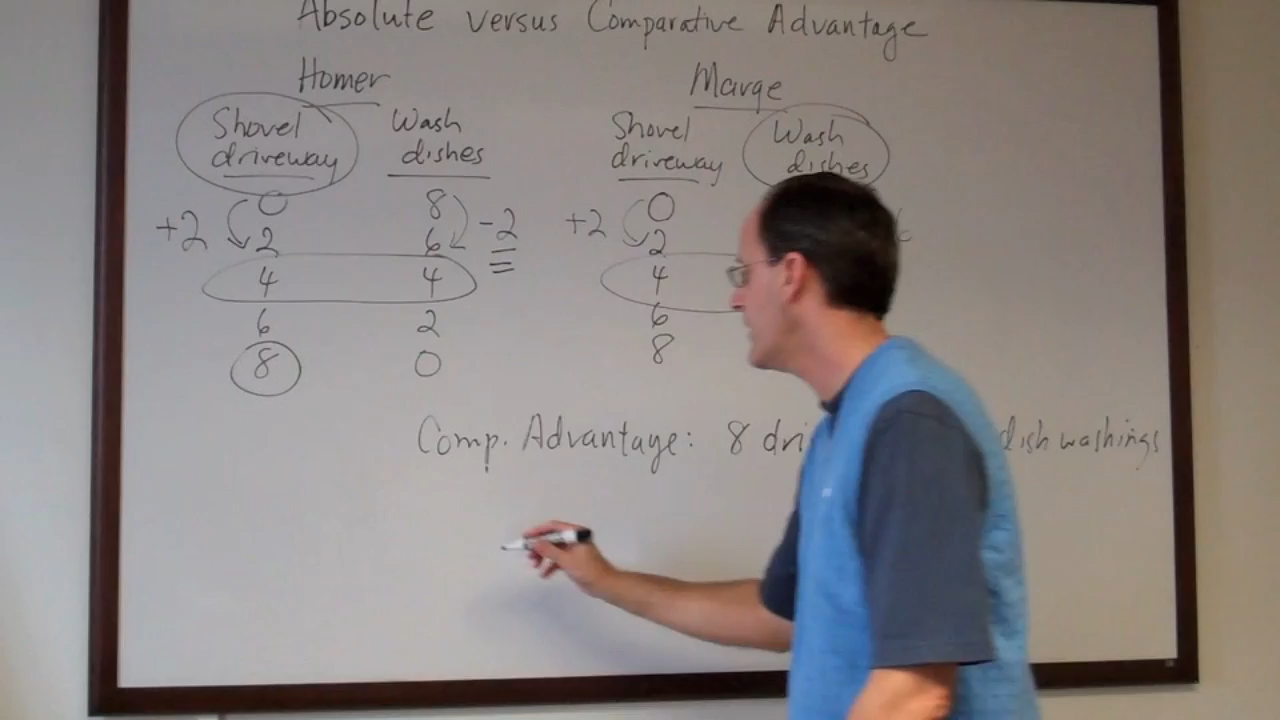 Absolute versus Comparative Advantage
Homer Marge
Shovel driveway Wash dishes Shovel driveway Wash dishes
+2 0 8 -2 +2 0
2 6 2
4 4 4
6 2 6
8 0 8
Comp. Advantage: 8 dish washings